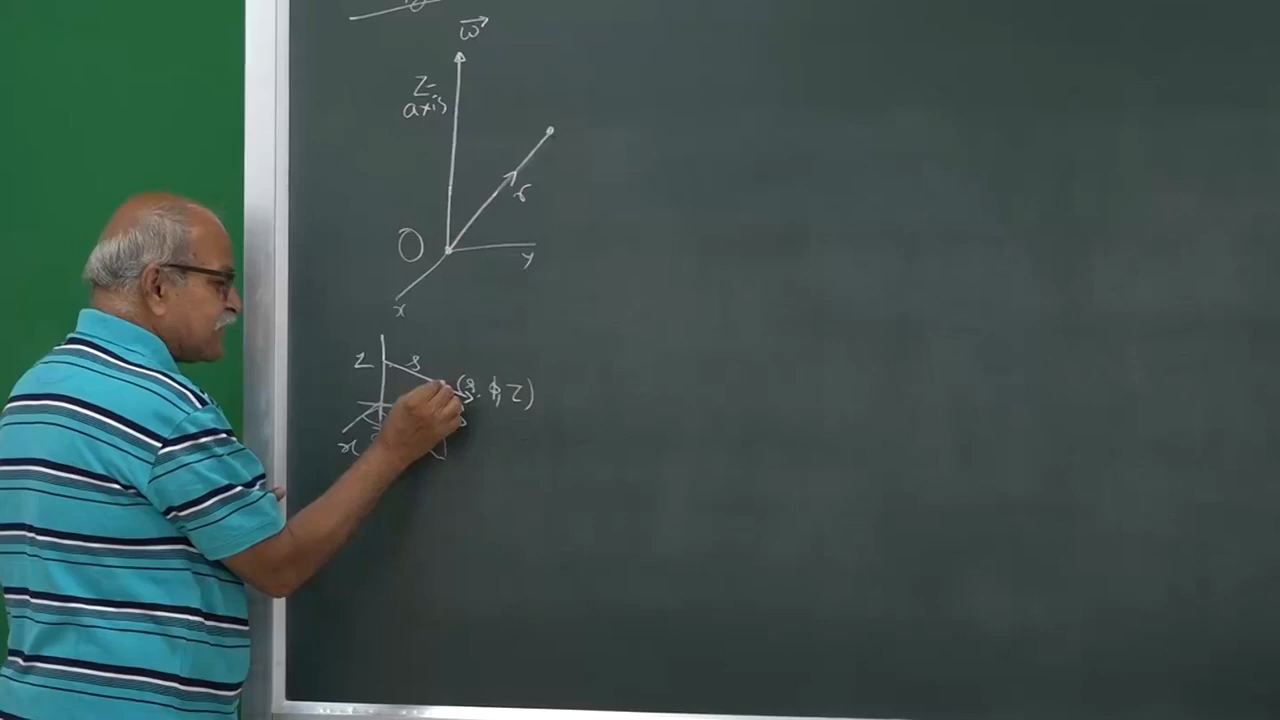 ω⃗
Z-
axis
r
O
y
x
z s (s, ϕ, z)
x